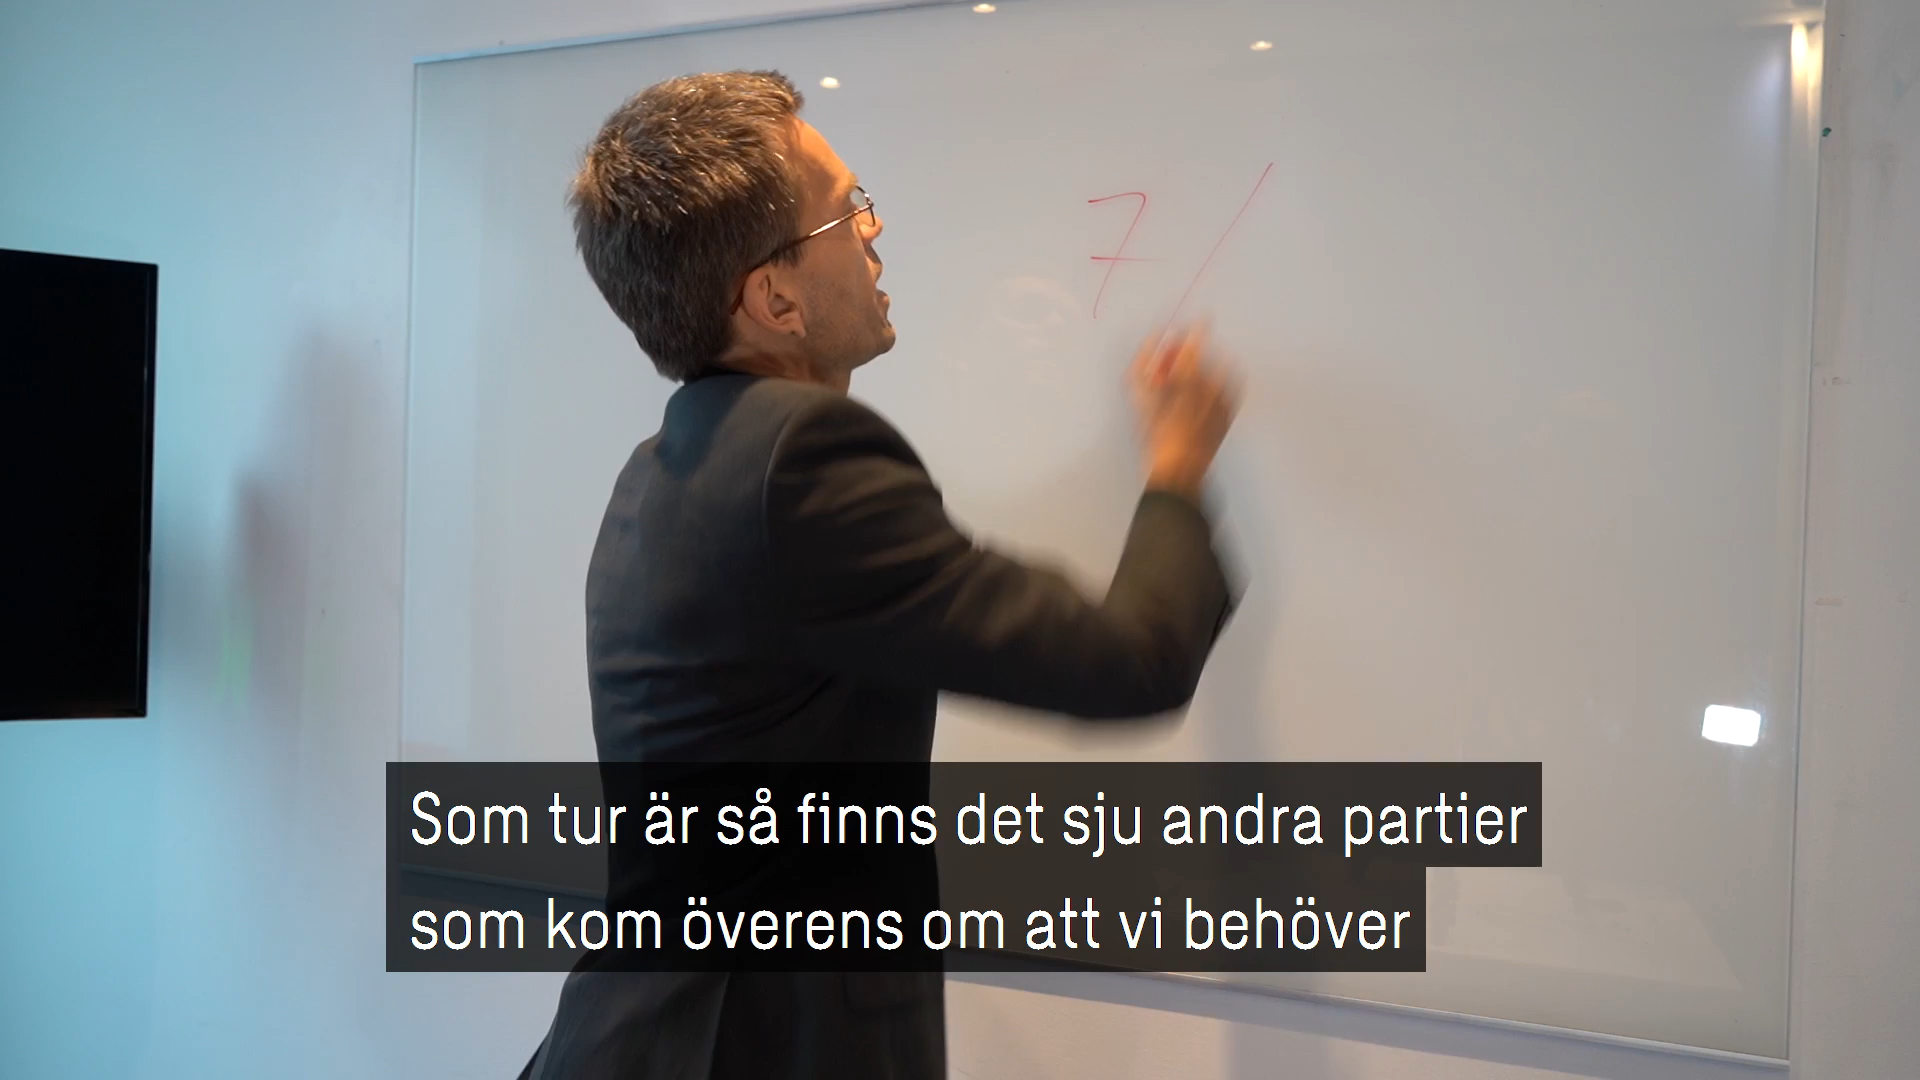 7/
Som tur är så finns det sju andra partier
som kom överens om att vi behöver